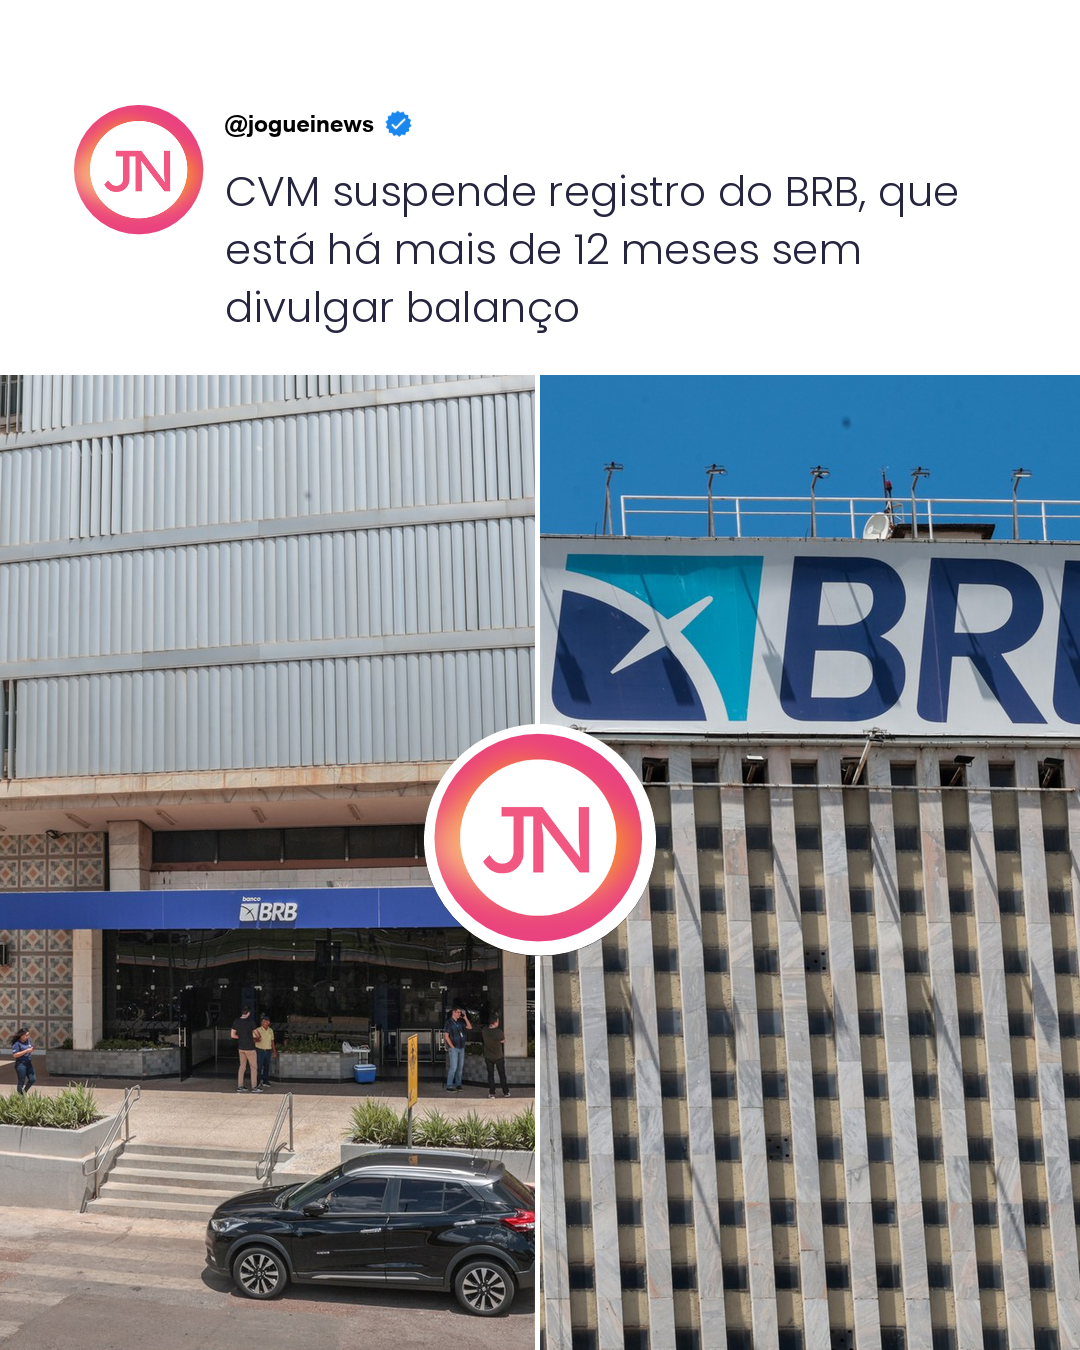 JN
@jogueinews
CVM suspende registro do BRB, que
está há mais de 12 meses sem
divulgar balanço
BRB
JN
banco
BRB